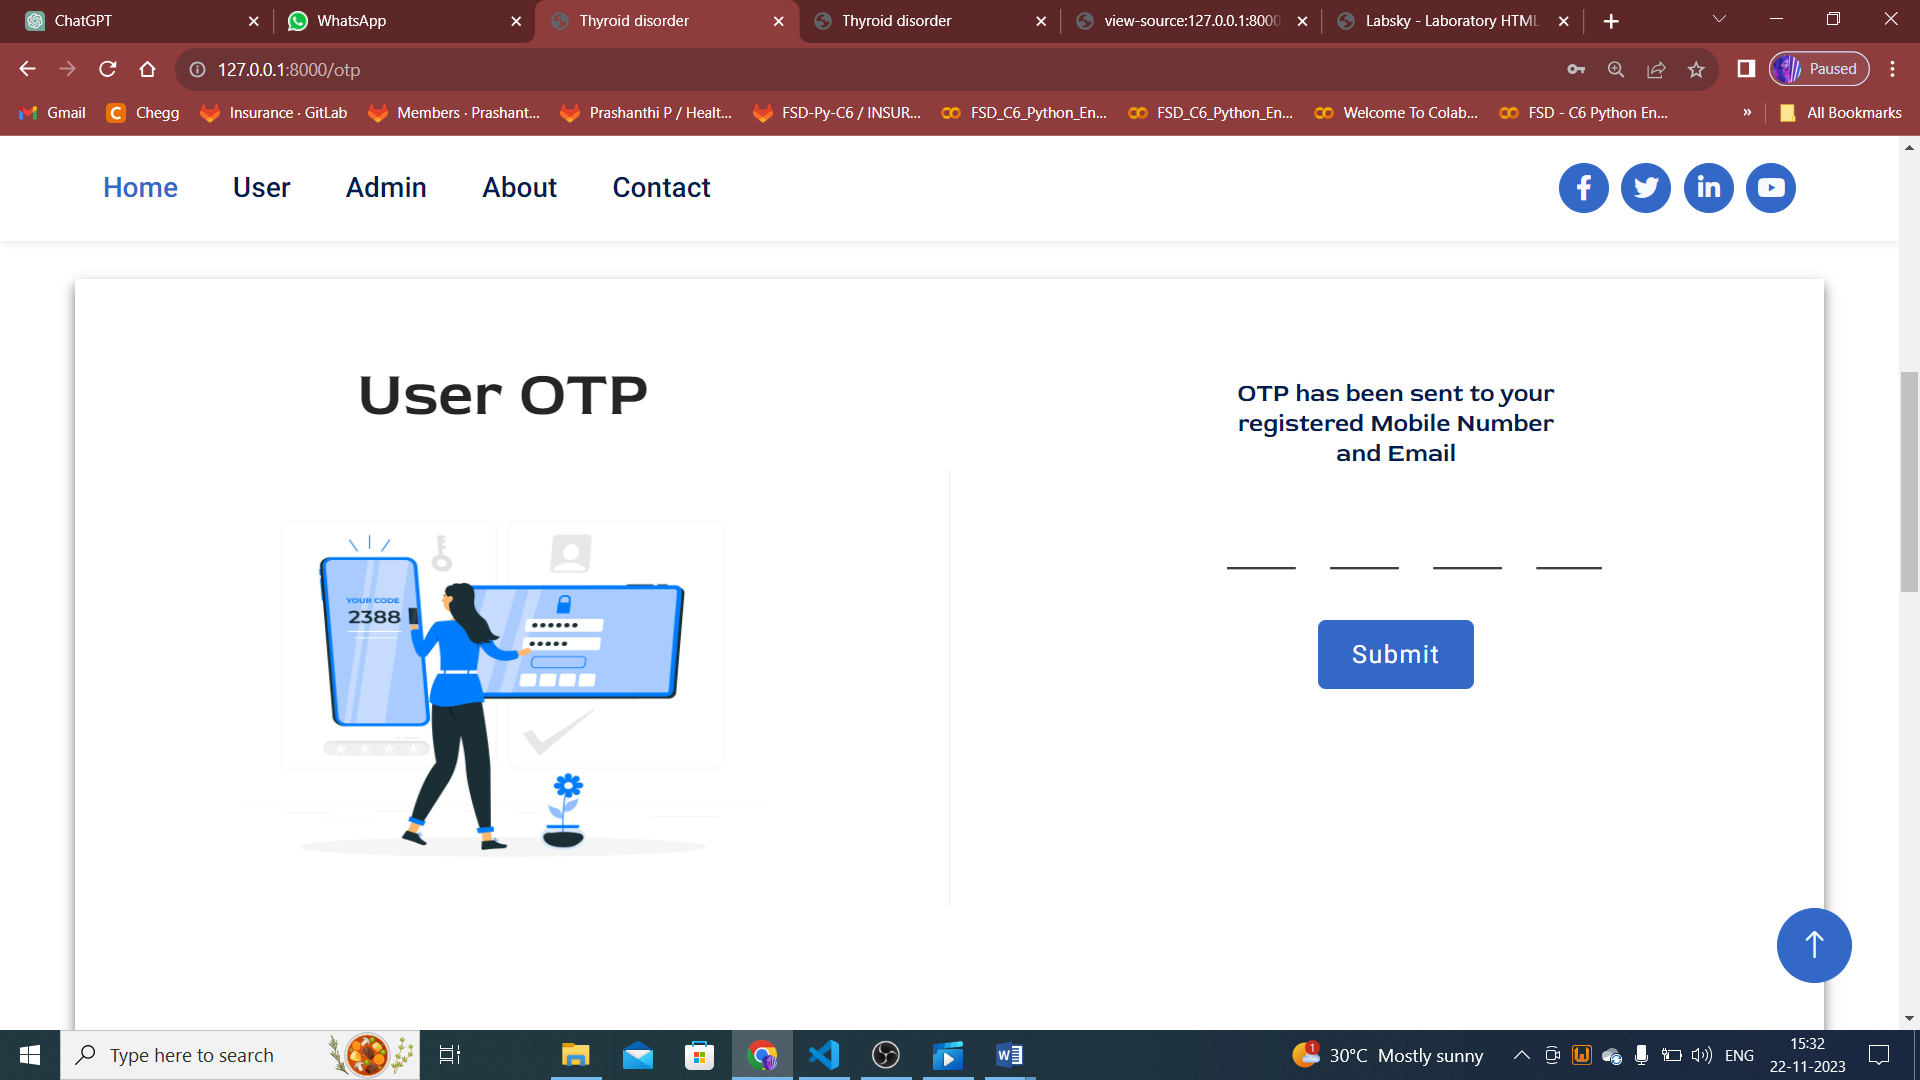 ChatGPT
WhatsApp
Thyroid disorder
Thyroid disorder
view-source:127.0.0.1:8000
Labsky - Laboratory HTML
127.0.0.1:8000/otp
Paused
Gmail
Chegg
Insurance · GitLab
Members · Prashant...
Prashanthi P / Healt...
FSD-Py-C6 / INSUR...
FSD_C6_Python_En...
FSD_C6_Python_En...
Welcome To Colab...
FSD - C6 Python En...
»
All Bookmarks
Home
User
Admin
About
Contact
User OTP
YOUR CODE
2388
OTP has been sent to your
registered Mobile Number
and Email
Submit
Type here to search
1
30°C Mostly sunny
ENG
15:32
22-11-2023